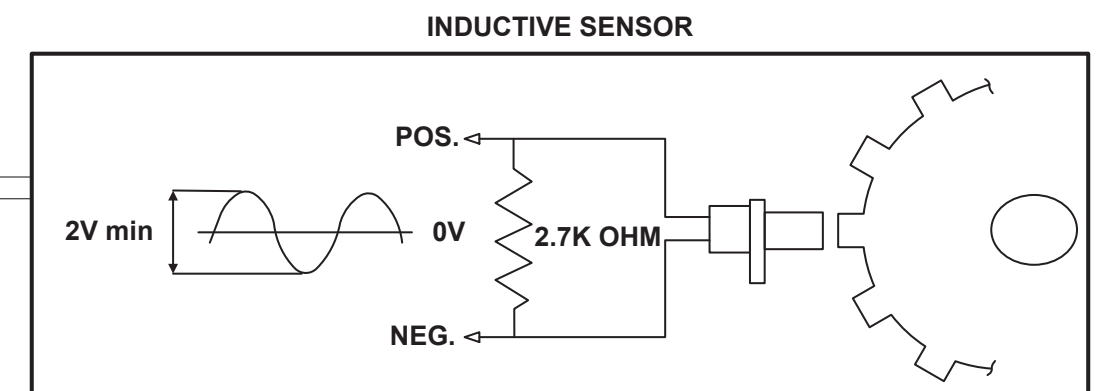 INDUCTIVE SENSOR
POS.
2V min
0V
2.7K OHM
NEG.